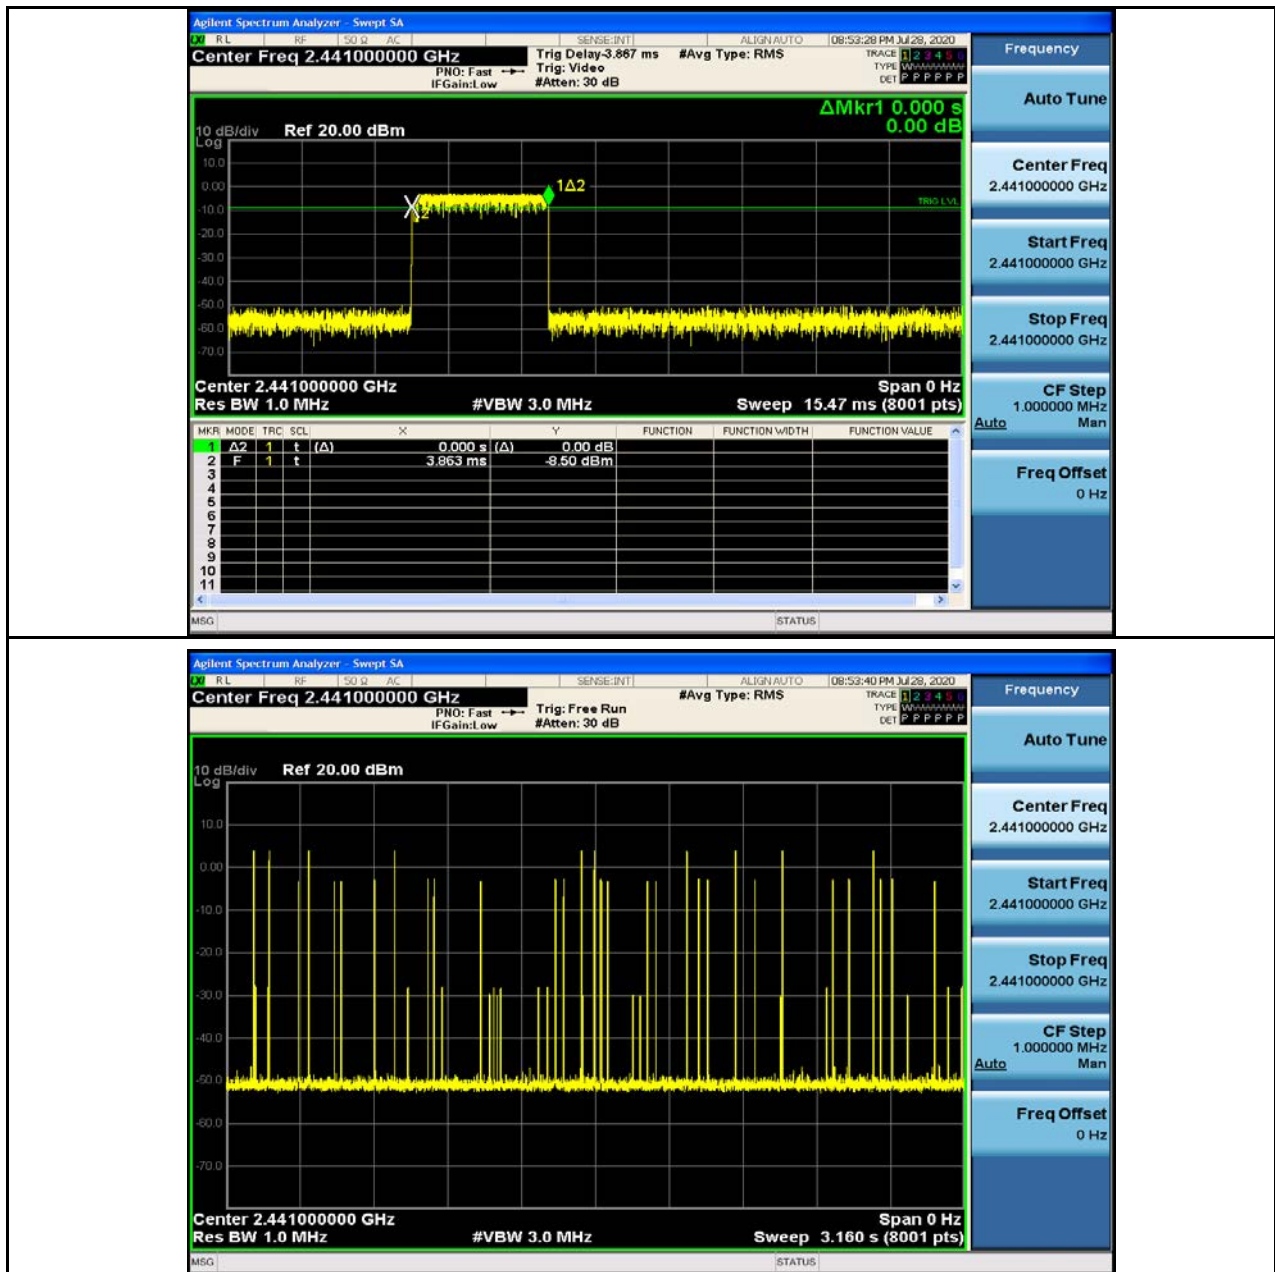 Agilent Spectrum Analyzer - Swept SA
LXI RL RF 50 Ω AC SENSE:INT ALIGN AUTO 08:53:28 PM Jul 28, 2020
Center Freq 2.441000000 GHz
Trig Delay-3.867 ms #Avg Type: RMS
PNO: Fast Trig: Video
IFGain:Low #Atten: 30 dB
TRACE 1 2 3 4 5 6
TYPE WWWWWW
DET P P P P P P
ΔMkr1 0.000 s
0.00 dB
10 dB/div Ref 20.00 dBm
Log
10.0
0.00
-10.0
-20.0
-30.0
-40.0
-50.0
-60.0
-70.0
1Δ2
2
TRIG LVL
Center 2.441000000 GHz Span 0 Hz
Res BW 1.0 MHz #VBW 3.0 MHz Sweep 15.47 ms (8001 pts)
MKR MODE TRC SCL X Y FUNCTION FUNCTION WIDTH FUNCTION VALUE
1 Δ2 1 t (Δ) 0.000 s (Δ) 0.00 dB
2 F 1 t 3.863 ms -8.50 dBm
3
4
5
6
7
8
9
10
11
MSG STATUS
Frequency
Auto Tune
Center Freq
2.441000000 GHz
Start Freq
2.441000000 GHz
Stop Freq
2.441000000 GHz
CF Step
1.000000 MHz
Auto Man
Freq Offset
0 Hz
Agilent Spectrum Analyzer - Swept SA
LXI RL RF 50 Ω AC SENSE:INT ALIGN AUTO 08:53:40 PM Jul 28, 2020
Center Freq 2.441000000 GHz
#Avg Type: RMS
PNO: Fast Trig: Free Run
IFGain:Low #Atten: 30 dB
TRACE 1 2 3 4 5 6
TYPE WWWWWW
DET P P P P P P
10 dB/div Ref 20.00 dBm
Log
10.0
0.00
-10.0
-20.0
-30.0
-40.0
-50.0
-60.0
-70.0
Center 2.441000000 GHz Span 0 Hz
Res BW 1.0 MHz #VBW 3.0 MHz Sweep 3.160 s (8001 pts)
MSG STATUS
Frequency
Auto Tune
Center Freq
2.441000000 GHz
Start Freq
2.441000000 GHz
Stop Freq
2.441000000 GHz
CF Step
1.000000 MHz
Auto Man
Freq Offset
0 Hz